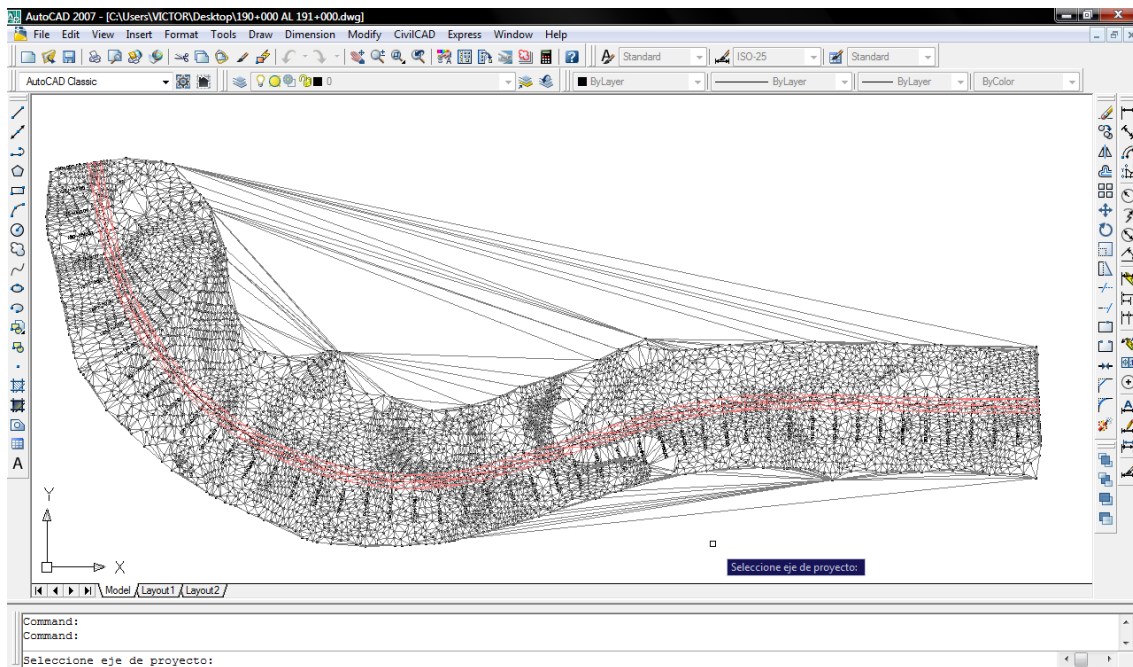 AutoCAD 2007 - [C:\Users\VICTOR\Desktop\190+000 AL 191+000.dwg]
File Edit View Insert Format Tools Draw Dimension Modify CivilCAD Express Window Help
Standard ISO-25 Standard
AutoCAD Classic 0 ByLayer ByLayer ByLayer ByColor
A
Y
X
Seleccione eje de proyecto:
Model Layout1 Layout2
Command:
Command:
Seleccione eje de proyecto: